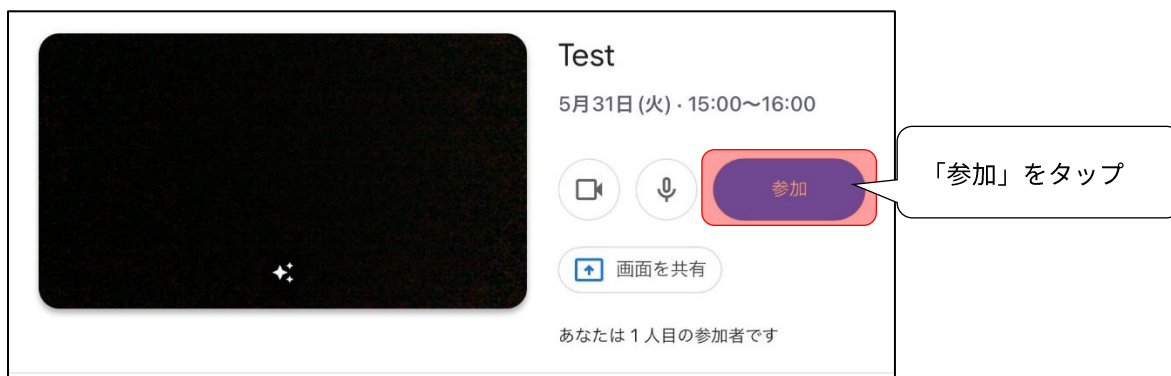 Test
5月31日 (火) · 15:00～16:00
参加
「参加」をタップ
画面を共有
あなたは 1 人目の参加者です